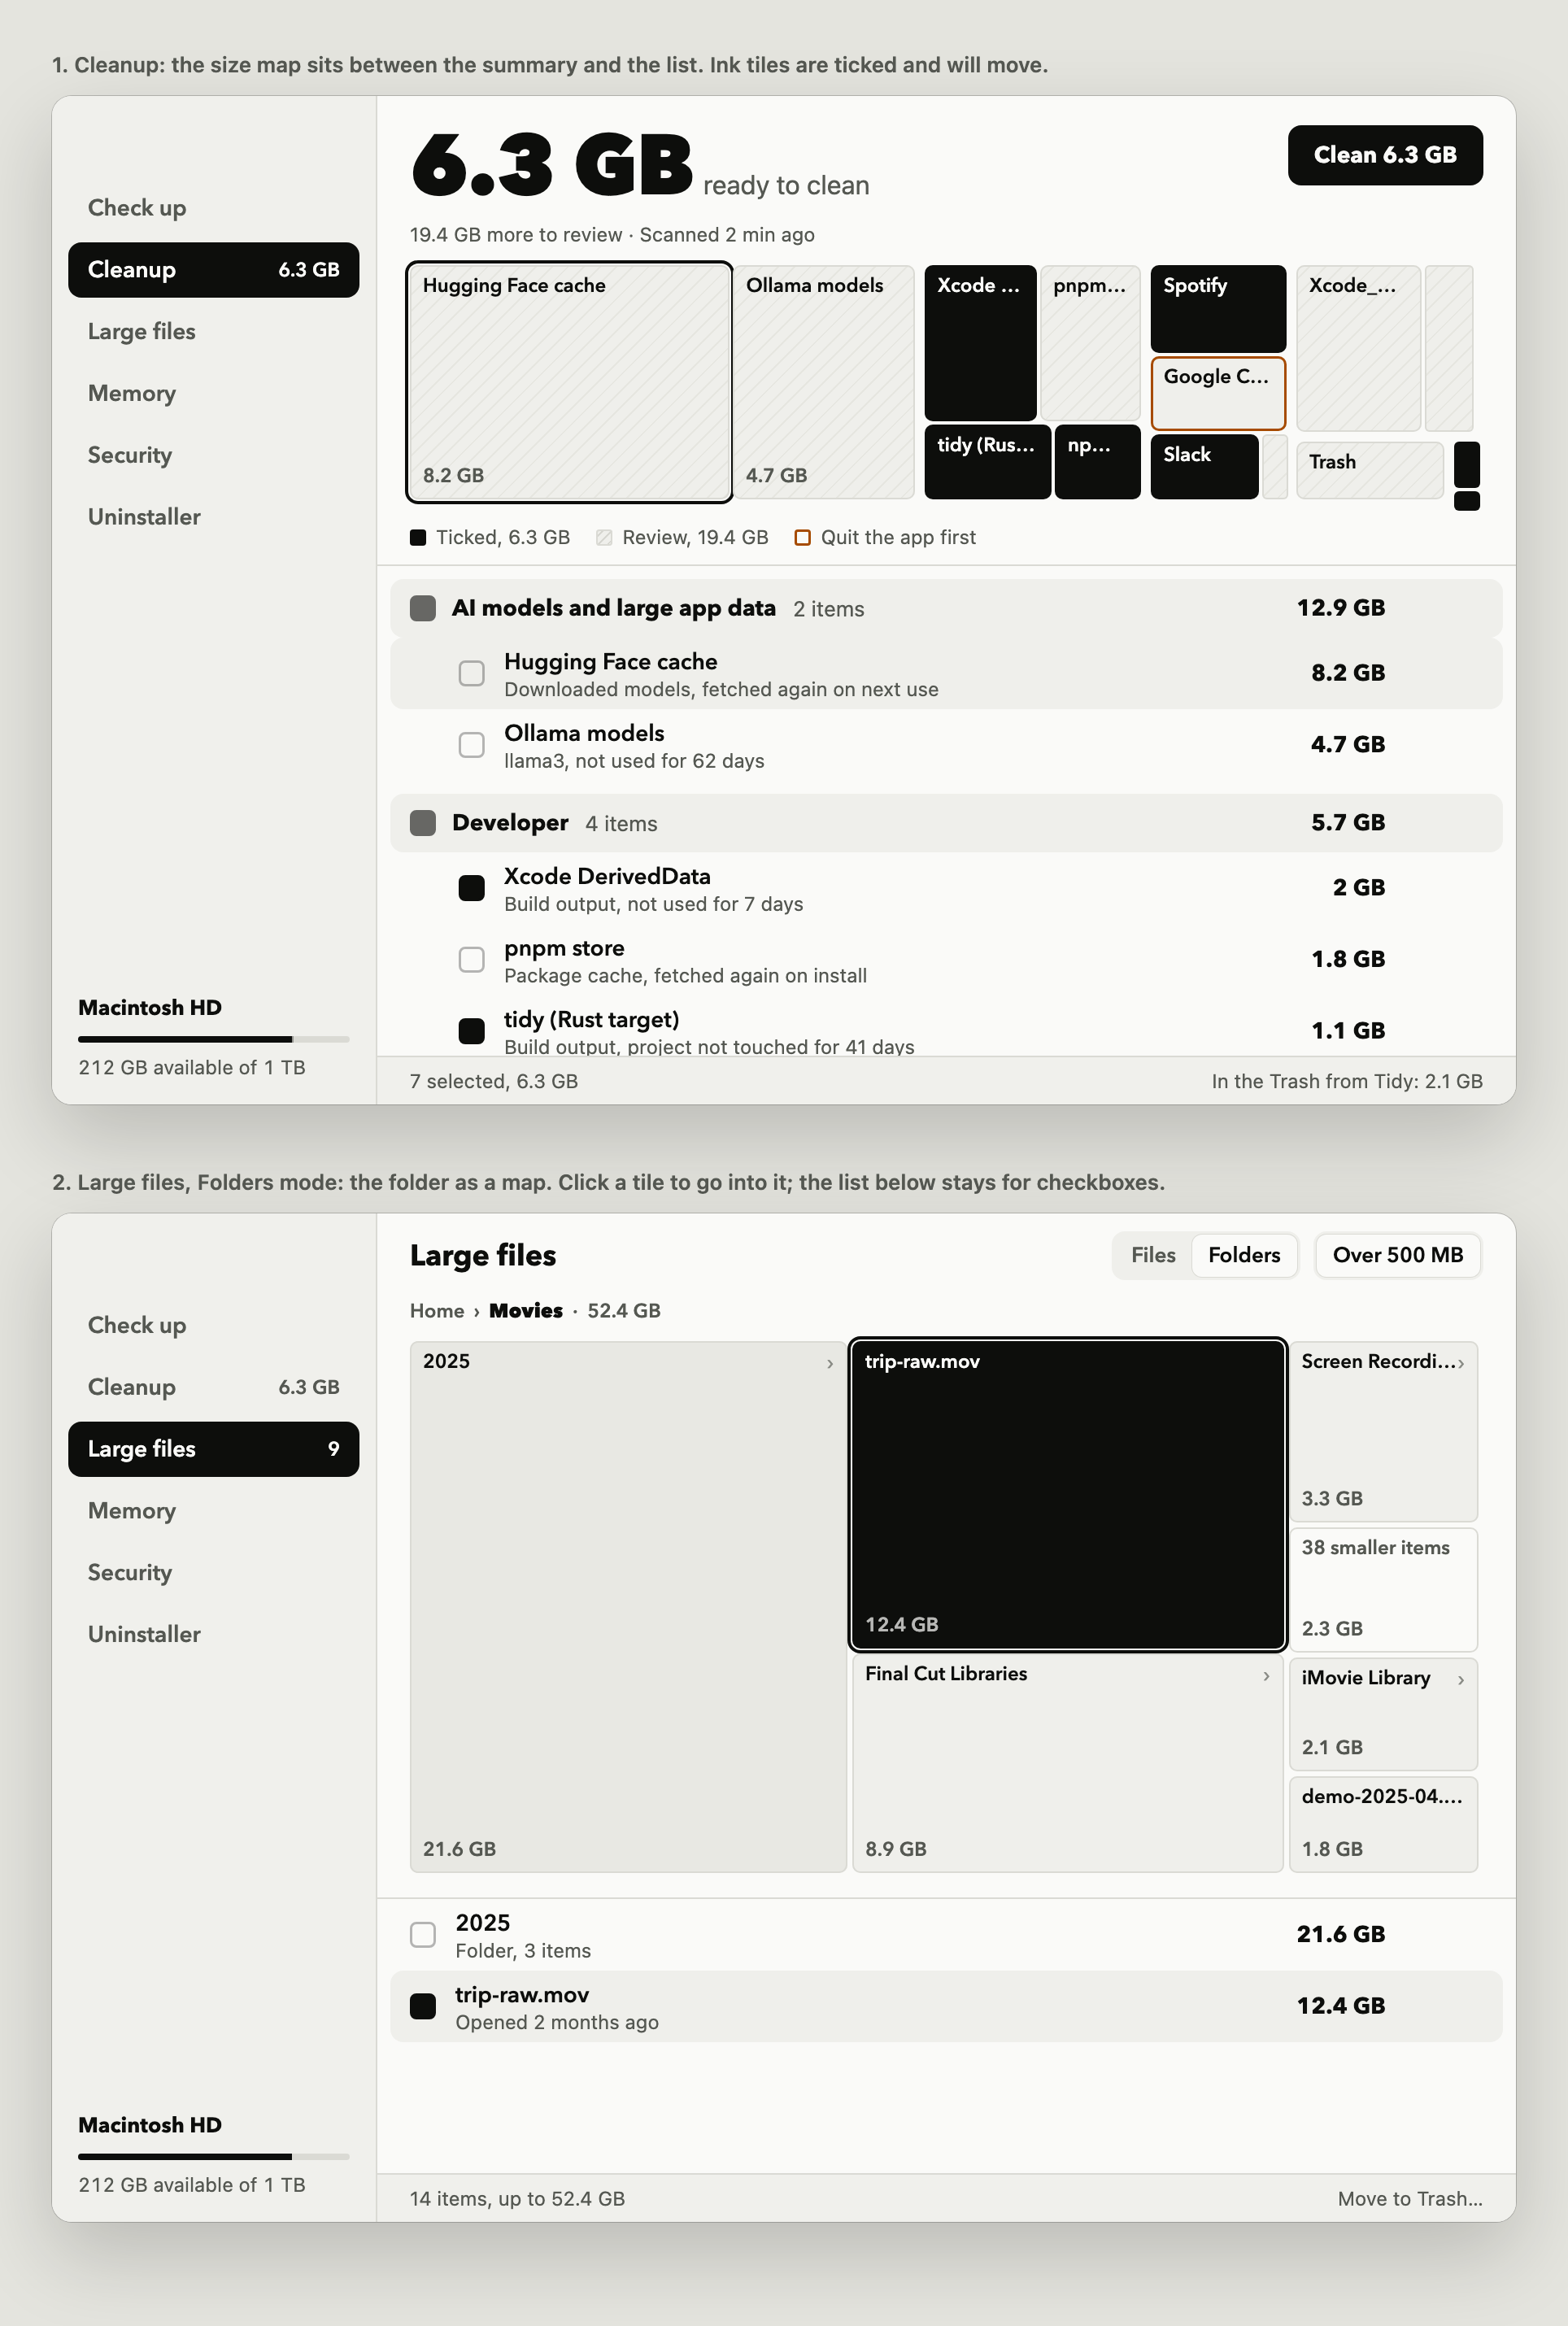 1. Cleanup: the size map sits between the summary and the list. Ink tiles are ticked and will move.
Check up
Cleanup 6.3 GB
Large files
Memory
Security
Uninstaller
Macintosh HD
212 GB available of 1 TB
6.3 GB ready to clean
Clean 6.3 GB
19.4 GB more to review · Scanned 2 min ago
Hugging Face cache
8.2 GB
Ollama models
4.7 GB
Xcode ...
pnpm...
tidy (Rus...
np...
Spotify
Google C...
Slack
Xcode_...
Trash
Ticked, 6.3 GB
Review, 19.4 GB
Quit the app first
AI models and large app data 2 items 12.9 GB
Hugging Face cache 8.2 GB
Downloaded models, fetched again on next use
Ollama models 4.7 GB
llama3, not used for 62 days
Developer 4 items 5.7 GB
Xcode DerivedData 2 GB
Build output, not used for 7 days
pnpm store 1.8 GB
Package cache, fetched again on install
tidy (Rust target) 1.1 GB
Build output, project not touched for 41 days
7 selected, 6.3 GB
In the Trash from Tidy: 2.1 GB
2. Large files, Folders mode: the folder as a map. Click a tile to go into it; the list below stays for checkboxes.
Check up
Cleanup 6.3 GB
Large files 9
Memory
Security
Uninstaller
Macintosh HD
212 GB available of 1 TB
Large files
Files
Folders
Over 500 MB
Home › Movies · 52.4 GB
2025 ›
21.6 GB
trip-raw.mov
12.4 GB
Final Cut Libraries ›
8.9 GB
Screen Recordi...›
3.3 GB
38 smaller items
2.3 GB
iMovie Library ›
2.1 GB
demo-2025-04....
1.8 GB
2025 21.6 GB
Folder, 3 items
trip-raw.mov 12.4 GB
Opened 2 months ago
14 items, up to 52.4 GB
Move to Trash...